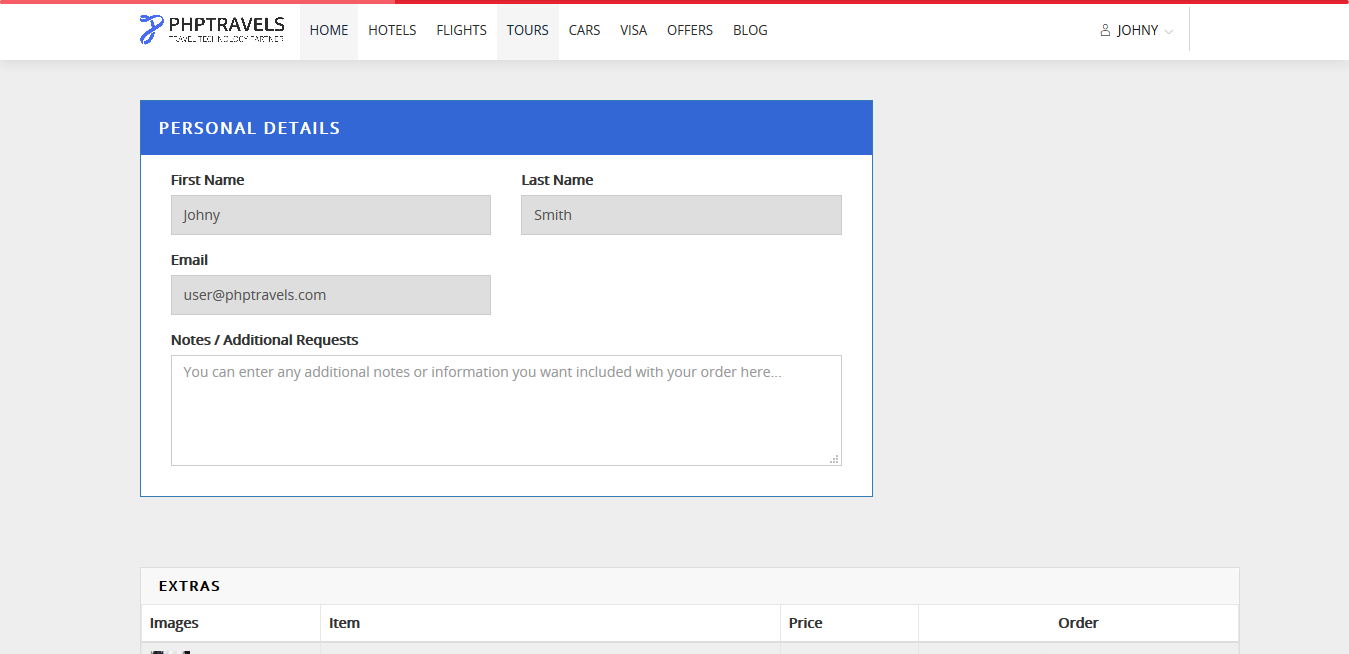 PHPTRAVELS
TRAVEL TECHNOLOGY PARTNER
HOME HOTELS FLIGHTS TOURS CARS VISA OFFERS BLOG JOHNY
PERSONAL DETAILS
First Name Last Name
Johny Smith
Email
user@phptravels.com
Notes / Additional Requests
You can enter any additional notes or information you want included with your order here...
EXTRAS
Images Item Price Order